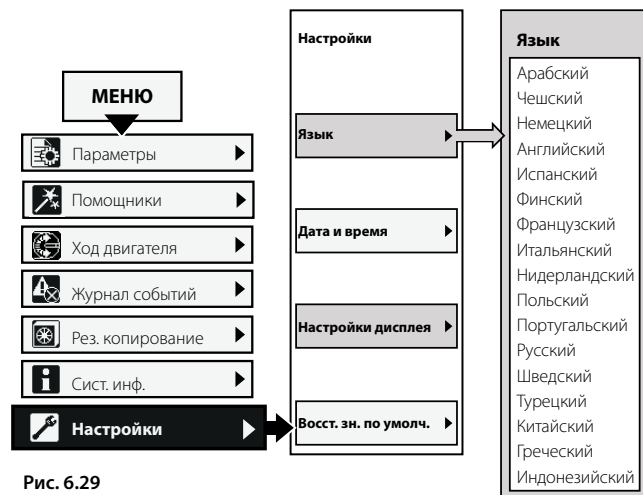 МЕНЮ
Параметры
Помощники
Ход двигателя
Журнал событий
Рез. копирование
Сист. инф.
Настройки
Настройки
Язык
Дата и время
Настройки дисплея
Восст. зн. по умолч.
Язык
Арабский
Чешский
Немецкий
Английский
Испанский
Финский
Французский
Итальянский
Нидерландский
Польский
Португальский
Русский
Шведский
Турецкий
Китайский
Греческий
Индонезийский
Рис. 6.29